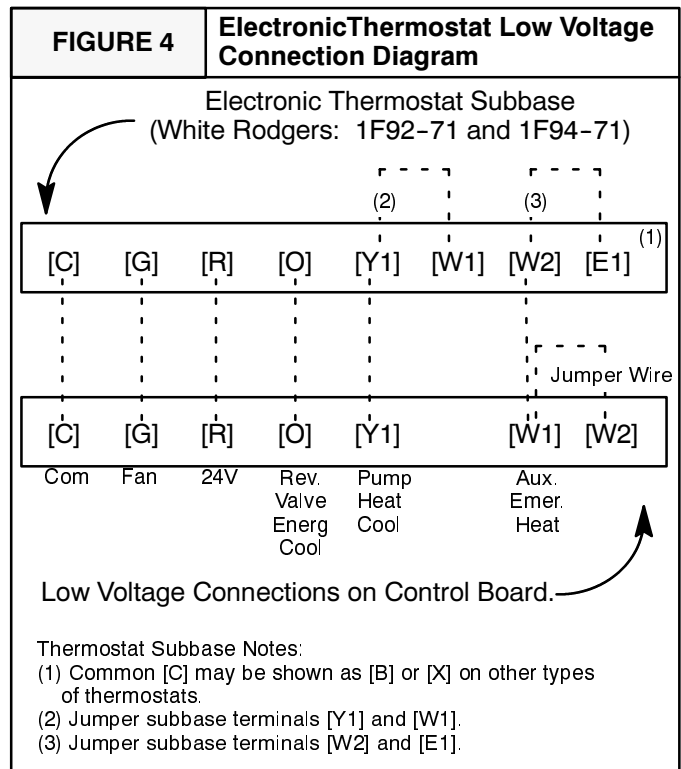 FIGURE 4
ElectronicThermostat Low Voltage
Connection Diagram
Electronic Thermostat Subbase
(White Rodgers: 1F92-71 and 1F94-71)
(2) (3)
(1)
[C] [G] [R] [O] [Y1] [W1] [W2] [E1]
Jumper Wire
[C] [G] [R] [O] [Y1] [W1] [W2]
Com Fan 24V Rev. Pump Aux.
Valve Heat Emer.
Energ Cool Heat
Cool
Low Voltage Connections on Control Board.
Thermostat Subbase Notes:
(1) Common [C] may be shown as [B] or [X] on other types
of thermostats.
(2) Jumper subbase terminals [Y1] and [W1].
(3) Jumper subbase terminals [W2] and [E1].